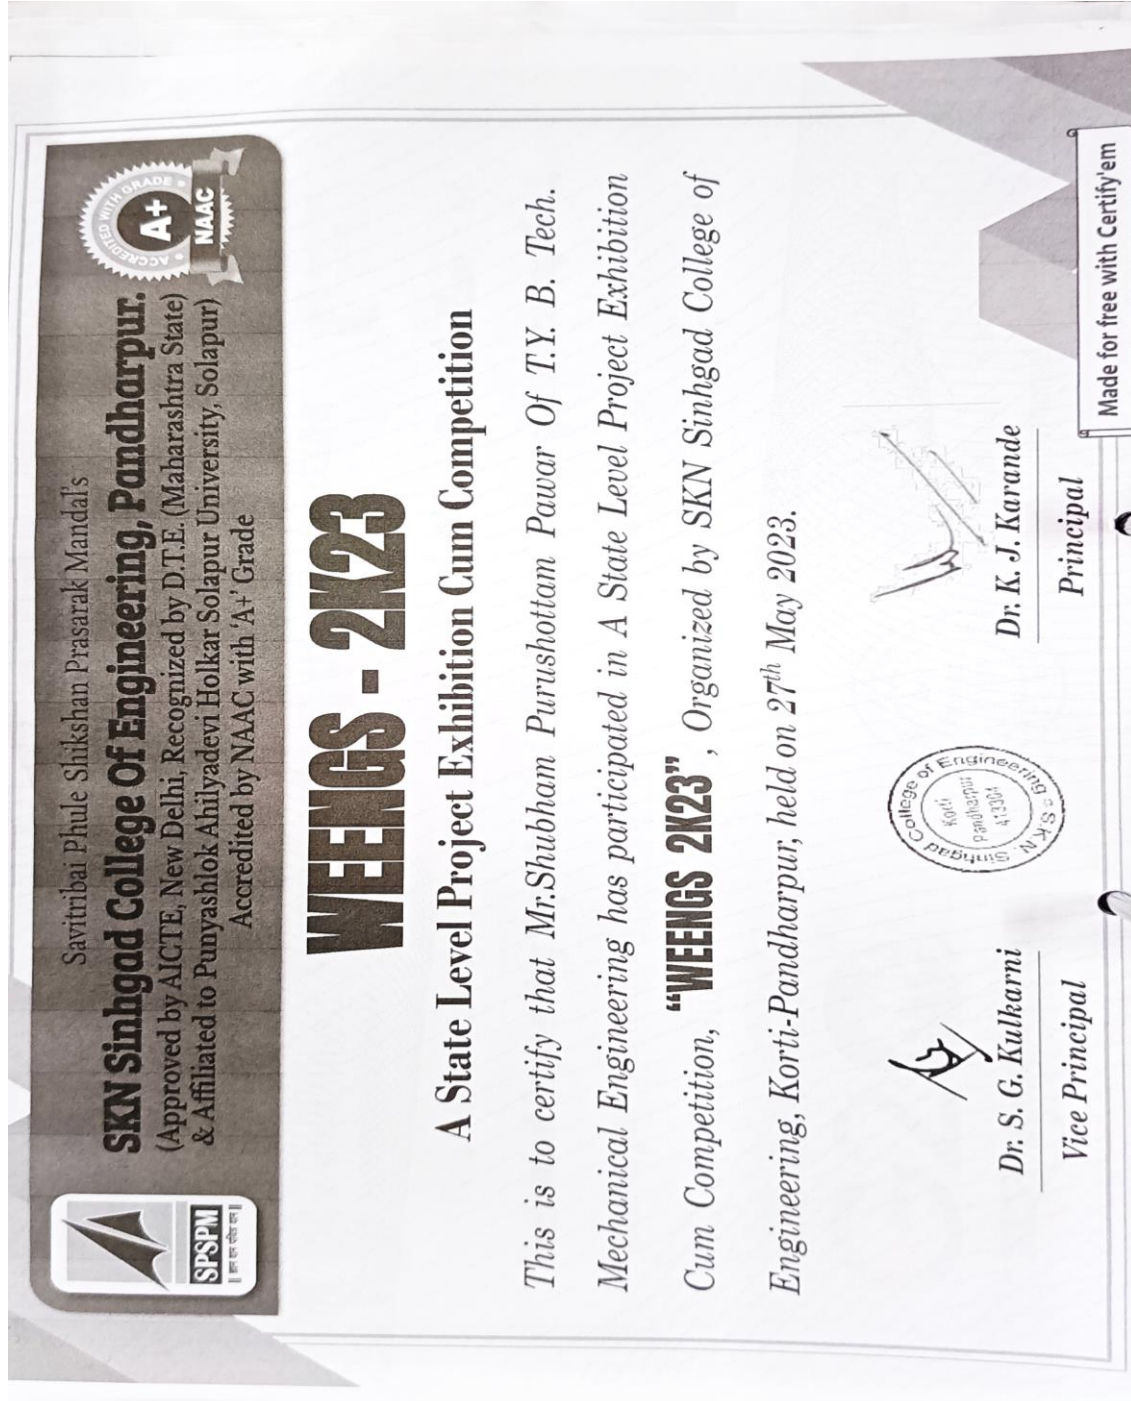 Savitribai Phule Shikshan Prasarak Mandal's
SKN Sinhgad College Of Engineering, Pandharpur.
(Approved by AICTE, New Delhi, Recognized by D.T.E. (Maharashtra State)
& Affiliated to Punyashlok Ahilyadevi Holkar Solapur University, Solapur)
Accredited by NAAC with 'A+' Grade
SPSPM
ACCREDITED WITH GRADE
A+
NAAC
WEENGS - 2K23
A State Level Project Exhibition Cum Competition
This is to certify that Mr.Shubham Purushottam Pawar Of T.Y. B. Tech.
Mechanical Engineering has participated in A State Level Project Exhibition
Cum Competition, “WEENGS 2K23” , Organized by SKN Sinhgad College of
Engineering, Korti-Pandharpur, held on 27th May 2023.
S.K.N. Sinhgad College of Engineering
Korti
Pandharpur
413304
Dr. S. G. Kulkarni
Vice Principal
Dr. K. J. Karande
Principal
Made for free with Certify'em